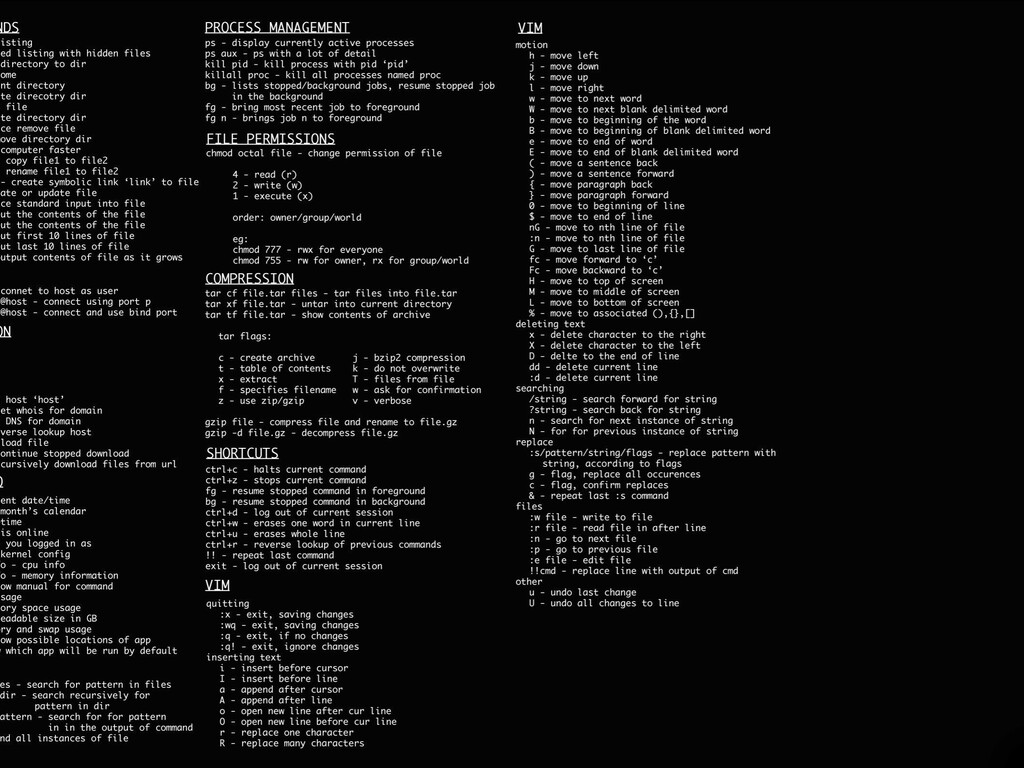 NDS
isting
ed listing with hidden files
directory to dir
ome
nt directory
te direcotry dir
file
te directory dir
ce remove file
ove directory dir
computer faster
copy file1 to file2
rename file1 to file2
- create symbolic link ‘link’ to file
ate or update file
ce standard input into file
ut the contents of the file
ut the contents of the file
ut first 10 lines of file
ut last 10 lines of file
utput contents of file as it grows
connet to host as user
@host - connect using port p
@host - connect and use bind port
ON
host ‘host’
et whois for domain
DNS for domain
verse lookup host
load file
ontinue stopped download
cursively download files from url
O
ent date/time
month’s calendar
time
is online
you logged in as
kernel config
o - cpu info
o - memory information
ow manual for command
sage
ory space usage
eadable size in GB
ry and swap usage
ow possible locations of app
w which app will be run by default
es - search for pattern in files
dir - search recursively for
pattern in dir
attern - search for for pattern
in in the output of command
nd all instances of file
PROCESS MANAGEMENT
ps - display currently active processes
ps aux - ps with a lot of detail
kill pid - kill process with pid ‘pid’
killall proc - kill all processes named proc
bg - lists stopped/background jobs, resume stopped job
in the background
fg - bring most recent job to foreground
fg n - brings job n to foreground
FILE PERMISSIONS
chmod octal file - change permission of file
4 - read (r)
2 - write (w)
1 - execute (x)
order: owner/group/world
eg:
chmod 777 - rwx for everyone
chmod 755 - rw for owner, rx for group/world
COMPRESSION
tar cf file.tar files - tar files into file.tar
tar xf file.tar - untar into current directory
tar tf file.tar - show contents of archive
tar flags:
c - create archive j - bzip2 compression
t - table of contents k - do not overwrite
x - extract T - files from file
f - specifies filename w - ask for confirmation
z - use zip/gzip v - verbose
gzip file - compress file and rename to file.gz
gzip -d file.gz - decompress file.gz
SHORTCUTS
ctrl+c - halts current command
ctrl+z - stops current command
fg - resume stopped command in foreground
bg - resume stopped command in background
ctrl+d - log out of current session
ctrl+w - erases one word in current line
ctrl+u - erases whole line
ctrl+r - reverse lookup of previous commands
!! - repeat last command
exit - log out of current session
VIM
quitting
:x - exit, saving changes
:wq - exit, saving changes
:q - exit, if no changes
:q! - exit, ignore changes
inserting text
i - insert before cursor
I - insert before line
a - append after cursor
A - append after line
o - open new line after cur line
O - open new line before cur line
r - replace one character
R - replace many characters
VIM
motion
h - move left
j - move down
k - move up
l - move right
w - move to next word
W - move to next blank delimited word
b - move to beginning of the word
B - move to beginning of blank delimited word
e - move to end of word
E - move to end of blank delimited word
( - move a sentence back
) - move a sentence forward
{ - move paragraph back
} - move paragraph forward
0 - move to beginning of line
$ - move to end of line
nG - move to nth line of file
:n - move to nth line of file
G - move to last line of file
fc - move forward to ‘c’
Fc - move backward to ‘c’
H - move to top of screen
M - move to middle of screen
L - move to bottom of screen
% - move to associated (),{},[]
deleting text
x - delete character to the right
X - delete character to the left
D - delte to the end of line
dd - delete current line
:d - delete current line
searching
/string - search forward for string
?string - search back for string
n - search for next instance of string
N - for for previous instance of string
replace
:s/pattern/string/flags - replace pattern with
string, according to flags
g - flag, replace all occurences
c - flag, confirm replaces
& - repeat last :s command
files
:w file - write to file
:r file - read file in after line
:n - go to next file
:p - go to previous file
:e file - edit file
!!cmd - replace line with output of cmd
other
u - undo last change
U - undo all changes to line